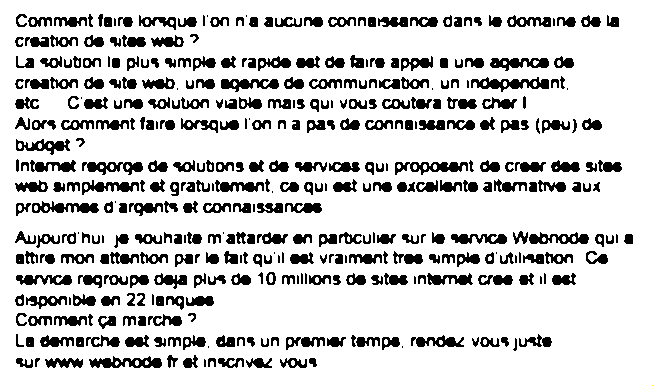 Comment faire lorsque l'on n'a aucune connaissance dans le domaine de la
creation de sites web ?
La solution la plus simple et rapide est de faire appel a une agence de
creation de site web, une agence de communication, un independant,
etc C'est une solution viable mais qui vous coutera tres cher !
Alors comment faire lorsque l'on n a pas de connaissance et pas (peu) de
budget ?
Internet regorge de solutions et de services qui proposent de creer des sites
web simplement et gratuitement, ce qui est une excellente alternative aux
problemes d'argents et connaissances
Aujourd'hui je souhaite m'attarder en particulier sur le service Webnode qui a
attire mon attention par le fait qu'il est vraiment tres simple d'utilisation Ce
service regroupe deja plus de 10 millions de sites internet cree et il est
disponible en 22 langues
Comment ça marche ?
La demarche est simple, dans un premier temps, rendez vous juste
sur www webnode fr et inscrivez vous